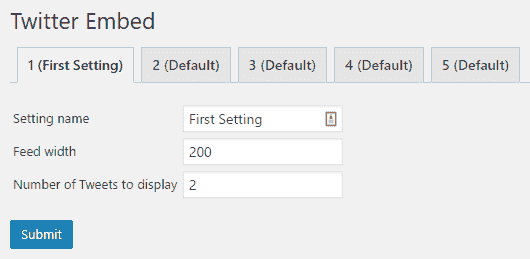 Twitter Embed
1 (First Setting) 2 (Default) 3 (Default) 4 (Default) 5 (Default)
Setting name First Setting
Feed width 200
Number of Tweets to display 2
Submit